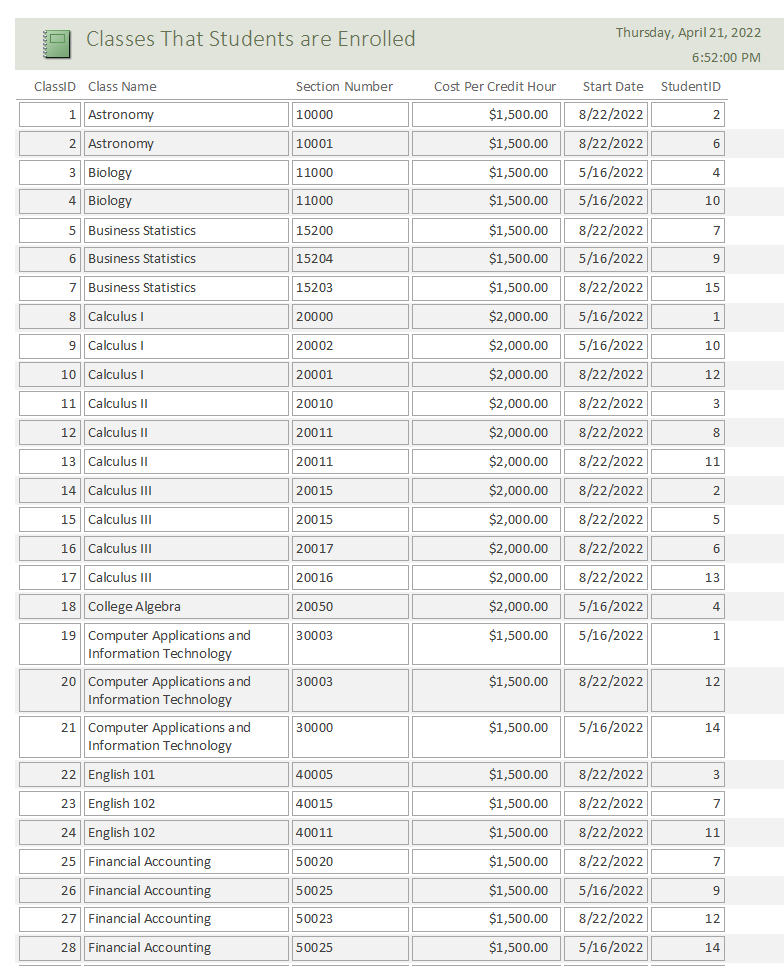 Classes That Students are Enrolled
Thursday, April 21, 2022
6:52:00 PM
ClassID Class Name Section Number Cost Per Credit Hour Start Date StudentID
1 Astronomy 10000 $1,500.00 8/22/2022 2
2 Astronomy 10001 $1,500.00 8/22/2022 6
3 Biology 11000 $1,500.00 5/16/2022 4
4 Biology 11000 $1,500.00 5/16/2022 10
5 Business Statistics 15200 $1,500.00 8/22/2022 7
6 Business Statistics 15204 $1,500.00 5/16/2022 9
7 Business Statistics 15203 $1,500.00 8/22/2022 15
8 Calculus I 20000 $2,000.00 5/16/2022 1
9 Calculus I 20002 $2,000.00 5/16/2022 10
10 Calculus I 20001 $2,000.00 8/22/2022 12
11 Calculus II 20010 $2,000.00 8/22/2022 3
12 Calculus II 20011 $2,000.00 8/22/2022 8
13 Calculus II 20011 $2,000.00 8/22/2022 11
14 Calculus III 20015 $2,000.00 8/22/2022 2
15 Calculus III 20015 $2,000.00 8/22/2022 5
16 Calculus III 20017 $2,000.00 8/22/2022 6
17 Calculus III 20016 $2,000.00 8/22/2022 13
18 College Algebra 20050 $2,000.00 5/16/2022 4
19 Computer Applications and 30003 $1,500.00 5/16/2022 1
Information Technology
20 Computer Applications and 30003 $1,500.00 8/22/2022 12
Information Technology
21 Computer Applications and 30000 $1,500.00 5/16/2022 14
Information Technology
22 English 101 40005 $1,500.00 8/22/2022 3
23 English 102 40015 $1,500.00 8/22/2022 7
24 English 102 40011 $1,500.00 8/22/2022 11
25 Financial Accounting 50020 $1,500.00 8/22/2022 7
26 Financial Accounting 50025 $1,500.00 5/16/2022 9
27 Financial Accounting 50023 $1,500.00 8/22/2022 12
28 Financial Accounting 50025 $1,500.00 5/16/2022 14